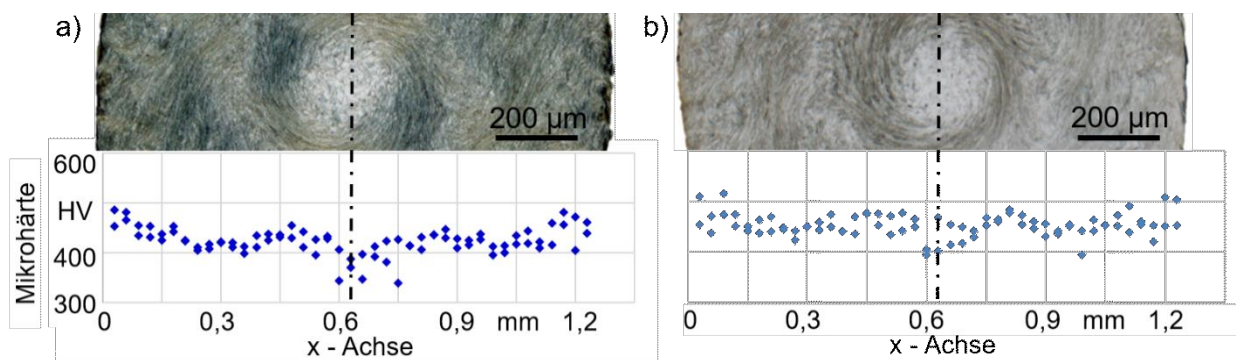 a)
200 µm
Mikrohärte
600
HV
400
300
0 0,3 0,6 0,9 mm 1,2
x - Achse
b)
200 µm
0 0,3 0,6 0,9 mm 1,2
x - Achse